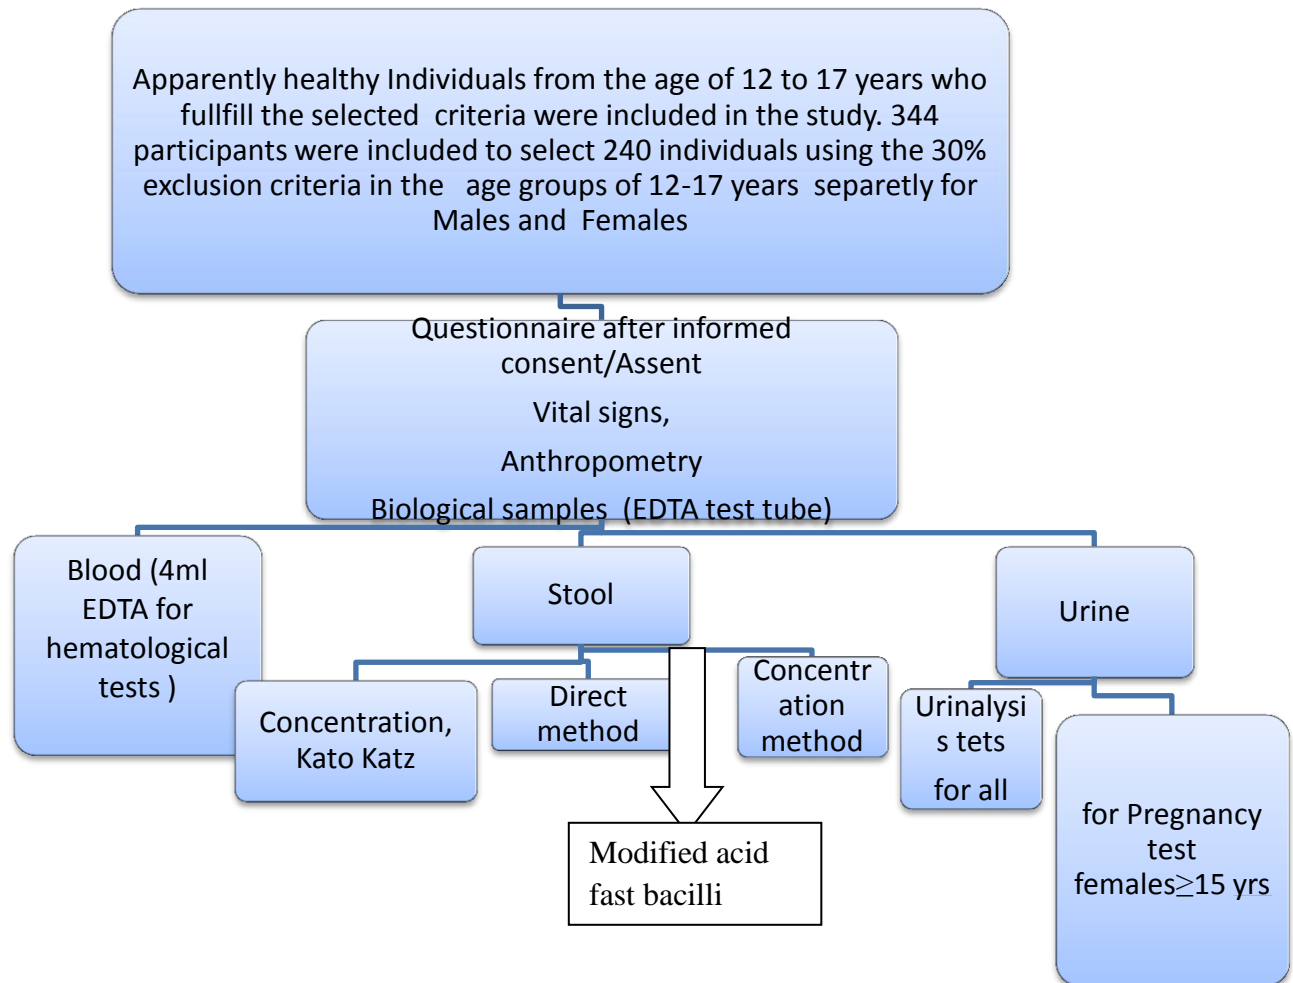 Apparently healthy Individuals from the age of 12 to 17 years who
fullfill the selected criteria were included in the study. 344
participants were included to select 240 individuals using the 30%
exclusion criteria in the age groups of 12-17 years separetly for
Males and Females
Questionnaire after informed
consent/Assent
Vital signs,
Anthropometry
Biological samples (EDTA test tube)
Blood (4ml
EDTA for
hematological
tests )
Stool
Urine
Concentration,
Kato Katz
Direct
method
Concentr
ation
method
Urinalysi
s tets
for all
for Pregnancy
test
females≥15 yrs
Modified acid
fast bacilli